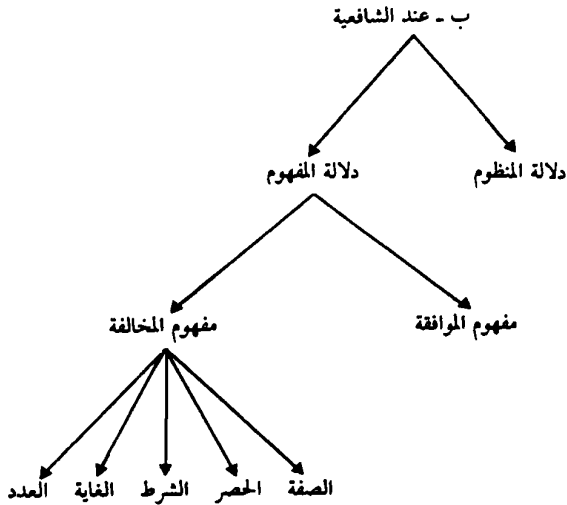 ب - عند الشافعية
دلالة المنظوم
دلالة المفهوم
مفهوم الموافقة
مفهوم المخالفة
الصفة
الحصر
الشرط
الغاية
العدد